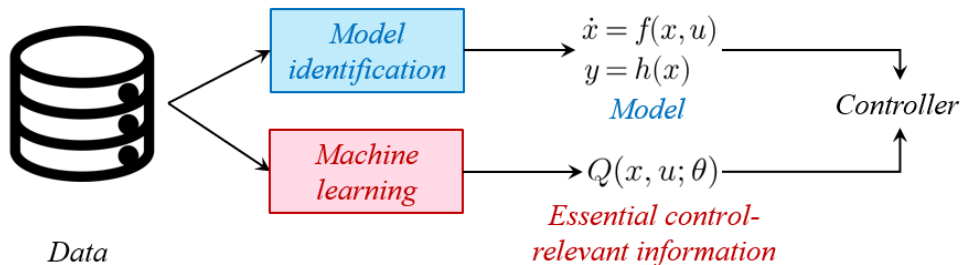 Model
identification
ẋ = f(x, u)
y = h(x)
Model
Controller
Machine
learning
Q(x, u; θ)
Essential control-
relevant information
Data